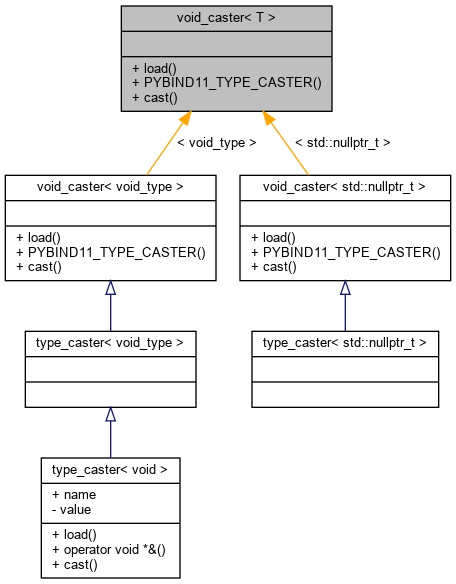 void_caster< T >
+ load()
+ PYBIND11_TYPE_CASTER()
+ cast()
< void_type >
< std::nullptr_t >
void_caster< void_type >
+ load()
+ PYBIND11_TYPE_CASTER()
+ cast()
void_caster< std::nullptr_t >
+ load()
+ PYBIND11_TYPE_CASTER()
+ cast()
type_caster< void_type >
type_caster< std::nullptr_t >
type_caster< void >
+ name
- value
+ load()
+ operator void *&()
+ cast()